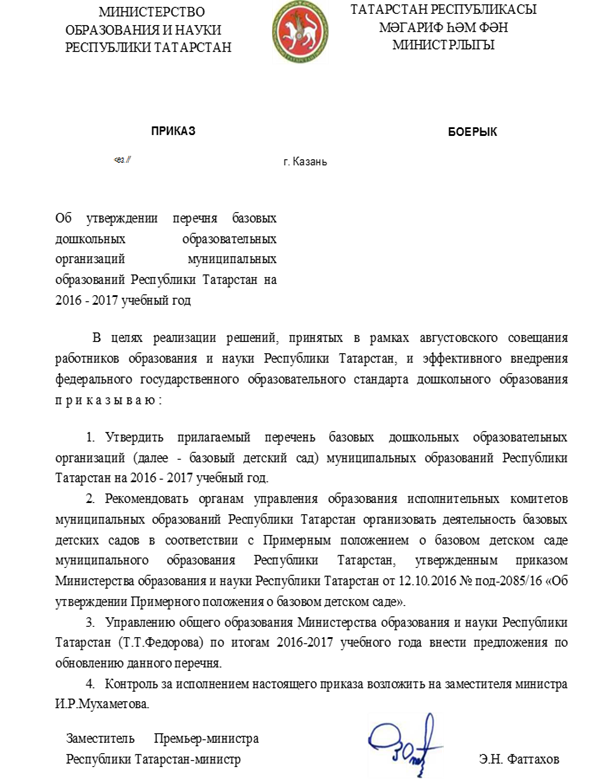 МИНИСТЕРСТВО
ОБРАЗОВАНИЯ И НАУКИ
РЕСПУБЛИКИ ТАТАРСТАН
ТАТАРСТАН РЕСПУБЛИКАСЫ
МӘГАРИФ ҺӘМ ФӘН
МИНИСТРЛЫГЫ
ПРИКАЗ
БОЕРЫК
г. Казань
Об утверждении перечня базовых
дошкольных образовательных
организаций муниципальных
образований Республики Татарстан на
2016 - 2017 учебный год
В целях реализации решений, принятых в рамках августовского совещания
работников образования и науки Республики Татарстан, и эффективного внедрения
федерального государственного образовательного стандарта дошкольного образования
п р и к а з ы в а ю :
1. Утвердить прилагаемый перечень базовых дошкольных образовательных
организаций (далее - базовый детский сад) муниципальных образований Республики
Татарстан на 2016 - 2017 учебный год.
2. Рекомендовать органам управления образования исполнительных комитетов
муниципальных образований Республики Татарстан организовать деятельность базовых
детских садов в соответствии с Примерным положением о базовом детском саде
муниципального образования Республики Татарстан, утвержденным приказом
Министерства образования и науки Республики Татарстан от 12.10.2016 № под-2085/16 «Об
утверждении Примерного положения о базовом детском саде».
3. Управлению общего образования Министерства образования и науки Республики
Татарстан (Т.Т.Федорова) по итогам 2016-2017 учебного года внести предложения по
обновлению данного перечня.
4. Контроль за исполнением настоящего приказа возложить на заместителя министра
И.Р.Мухаметова.
Заместитель Премьер-министра
Республики Татарстан-министр
Э.Н. Фаттахов